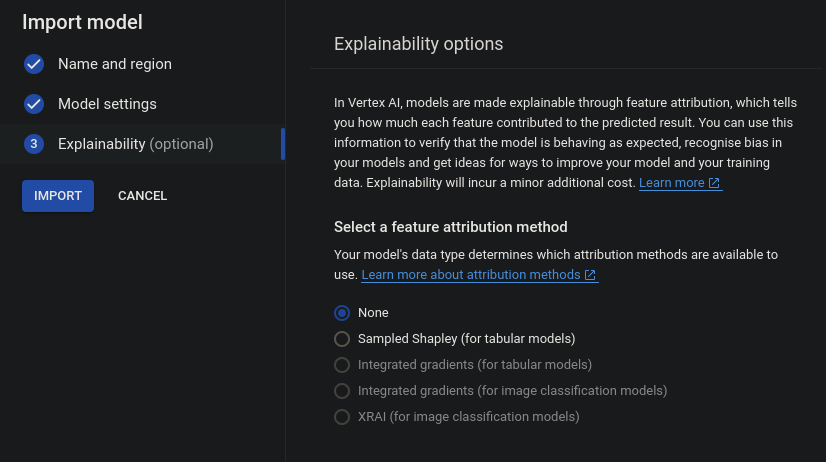 Import model
Name and region
Model settings
3 Explainability (optional)
IMPORT CANCEL
Explainability options
In Vertex AI, models are made explainable through feature attribution, which tells
you how much each feature contributed to the predicted result. You can use this
information to verify that the model is behaving as expected, recognise bias in
your models and get ideas for ways to improve your model and your training
data. Explainability will incur a minor additional cost. Learn more
Select a feature attribution method
Your model's data type determines which attribution methods are available to
use. Learn more about attribution methods
None
Sampled Shapley (for tabular models)
Integrated gradients (for tabular models)
Integrated gradients (for image classification models)
XRAI (for image classification models)